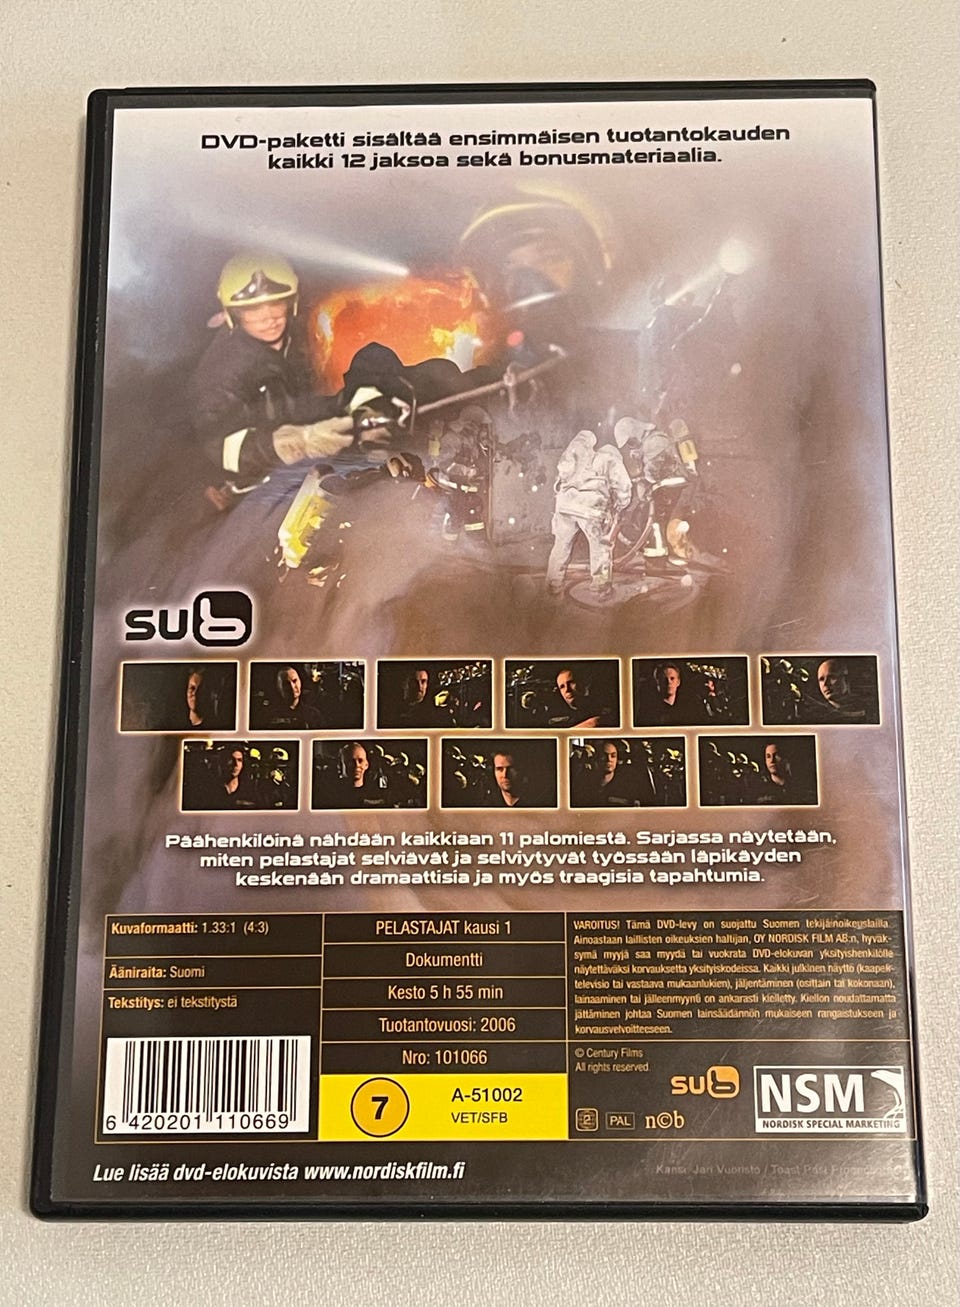 DVD-paketti sisältää ensimmäisen tuotantokauden
kaikki 12 jaksoa sekä bonusmateriaalia.
sub
Päähenkilöinä nähdään kaikkiaan 11 palomiestä. Sarjassa näytetään,
miten pelastajat selviävät ja selviytyvät työssään läpikäyden
keskenään dramaattisia ja myös traagisia tapahtumia.
Kuvaformaatti: 1.33:1 (4:3)
Ääniraita: Suomi
Tekstitys: ei tekstitystä
6 420201 110669
PELASTAJAT kausi 1
Dokumentti
Kesto 5 h 55 min
Tuotantovuosi: 2006
Nro: 101066
7
A-51002
VET/SFB
VAROITUS! Tämä DVD-levy on suojattu Suomen tekijänoikeuslailla.
Ainoastaan laillisten oikeuksien haltijan, OY NORDISK FILM AB:n, hyväk-
symä myyjä saa myydä tai vuokrata DVD-elokuvan yksityishenkilölle
näytettäväksi korvauksetta yksityiskodeissa. Kaikki julkinen näyttö (kaapeli-
televisio tai vastaava mukaanlukien), jäljentäminen (osittain tai kokonaan),
lainaaminen tai jälleenmyynti on ankarasti kielletty. Kiellon noudattamatta
jättäminen johtaa Suomen lainsäädännön mukaiseen rangaistukseen ja
korvausvelvoitteeseen.
© Century Films
All rights reserved
sub
2
PAL
n©b
NSM
NORDISK SPECIAL MARKETING
Lue lisää dvd-elokuvista www.nordiskfilm.fi
Kansi: Jari Vuoristo / Toast Post